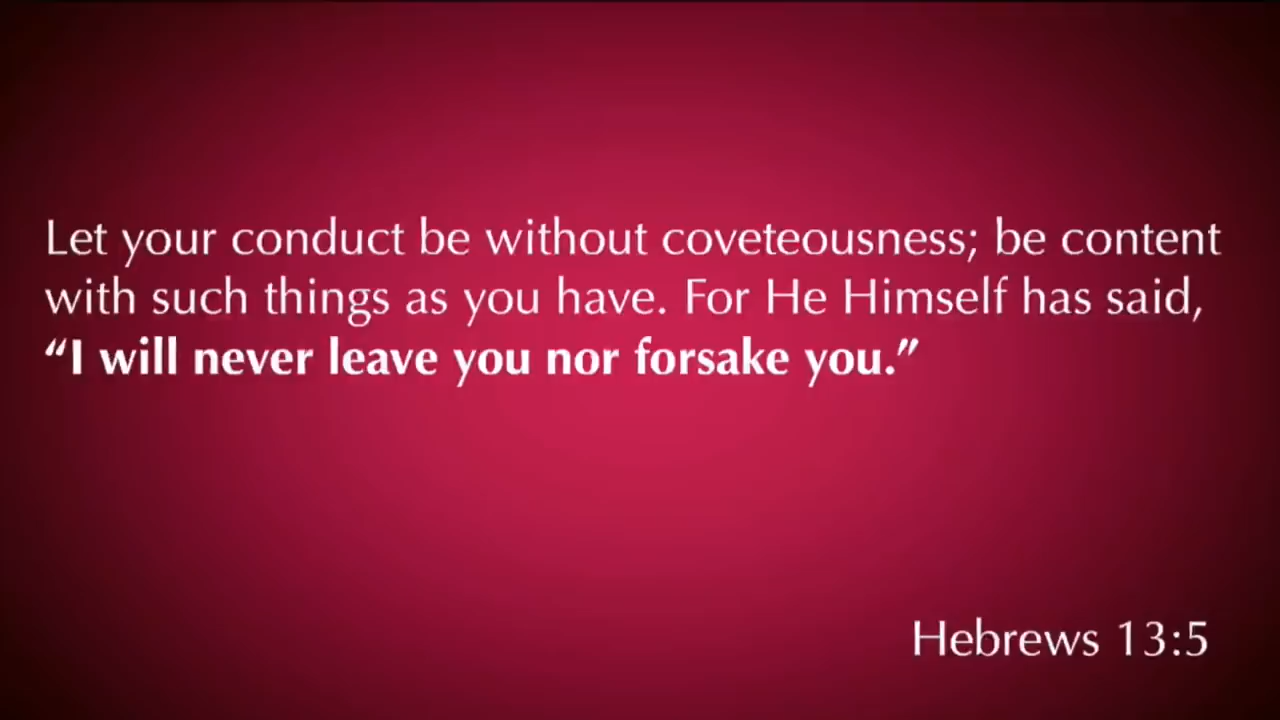 Let your conduct be without coveteousness; be content
with such things as you have. For He Himself has said,
“I will never leave you nor forsake you.”
Hebrews 13:5